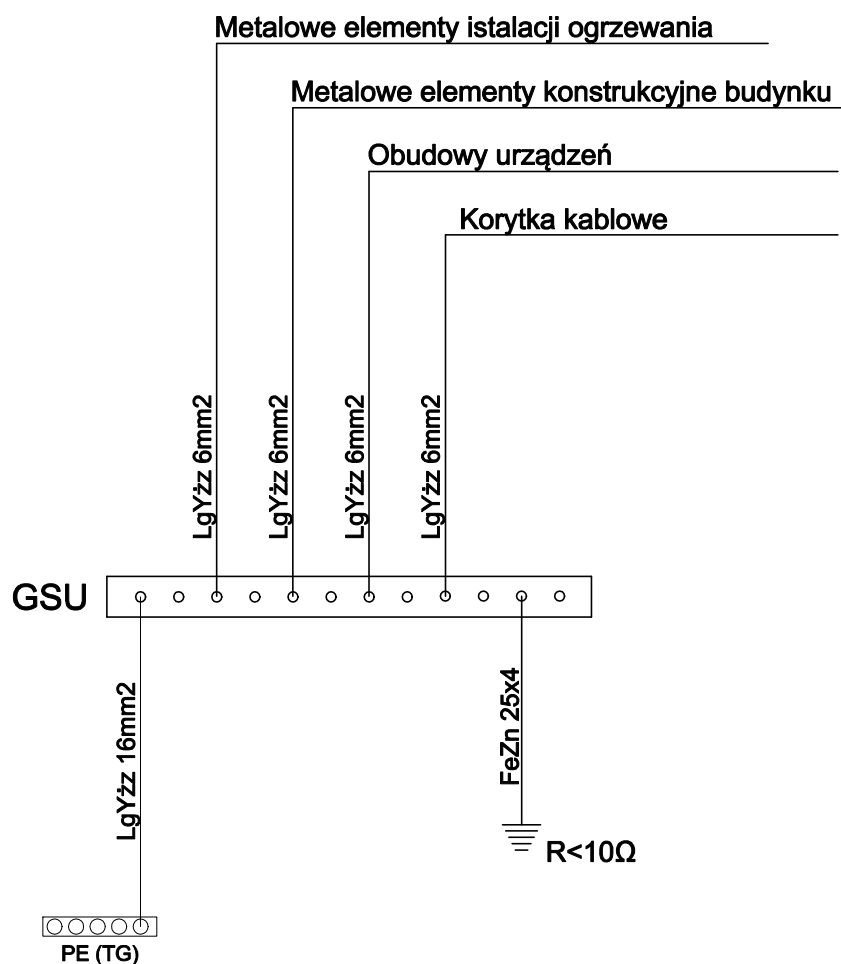 Metalowe elementy istalacji ogrzewania
Metalowe elementy konstrukcyjne budynku
Obudowy urządzeń
Korytka kablowe
LgYżz 6mm2
LgYżz 6mm2
LgYżz 6mm2
LgYżz 6mm2
GSU
LgYżz 16mm2
FeZn 25x4
R<10Ω
PE (TG)